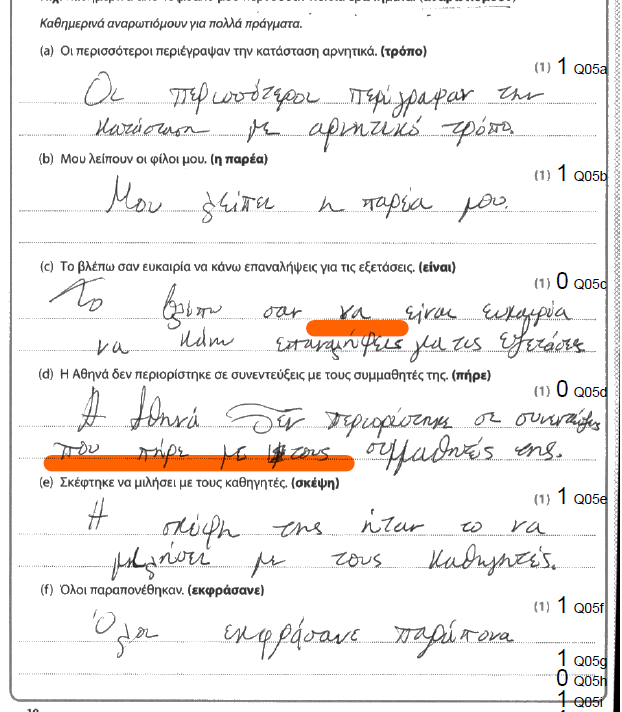 Καθημερινά αναρωτιόμουν για πολλά πράγματα.
(a) Οι περισσότεροι περιέγραψαν την κατάσταση αρνητικά. (τρόπο)
(1) 1 Q05a
Οι περισσότεροι περίγραψαν την
κατάσταση με αρνητικό τρόπο.
(b) Μου λείπουν οι φίλοι μου. (η παρέα)
(1) 1 Q05b
Μου λείπει η παρέα μου.
(c) Το βλέπω σαν ευκαιρία να κάνω επαναλήψεις για τις εξετάσεις. (είναι)
(1) 0 Q05c
Το βλέπω σαν να είναι ευκαιρία
να κάνω επαναλήψεις για τις εξετάσεις
(d) Η Αθηνά δεν περιορίστηκε σε συνεντεύξεις με τους συμμαθητές της. (πήρε)
(1) 0 Q05d
Η Αθηνά δεν περιορίστηκε σε συνεντεύξεις
που πήρε με τους συμμαθητές της.
(e) Σκέφτηκε να μιλήσει με τους καθηγητές. (σκέψη)
(1) 1 Q05e
Η σκέψη της ήταν το να
μιλήσει με τους καθηγητές.
(f) Όλοι παραπονέθηκαν. (εκφράσανε)
(1) 1 Q05f
Όλοι εκφράσανε παράπονα
1 Q05g
0 Q05h
1 Q05i